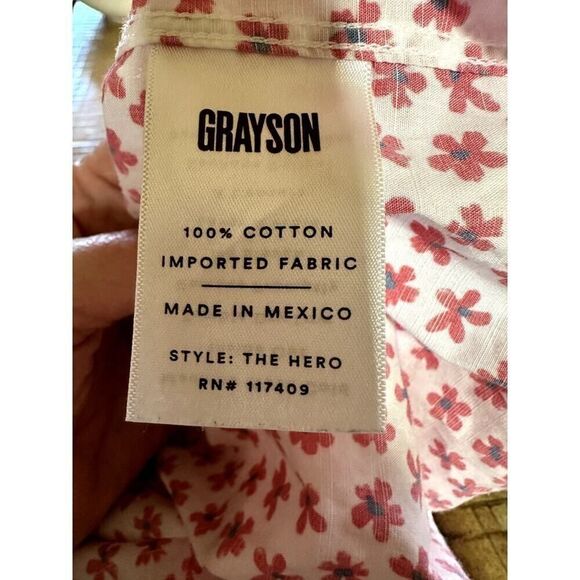 GRAYSON
100% COTTON
IMPORTED FABRIC
MADE IN MEXICO
STYLE: THE HERO
RN# 117409